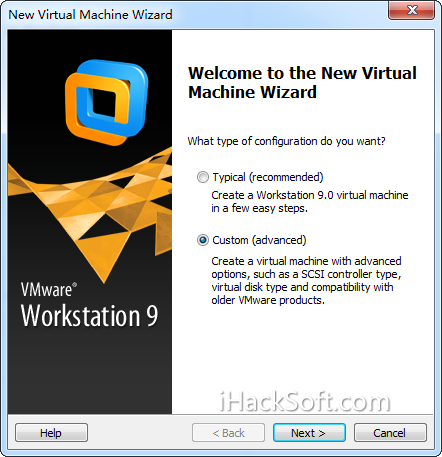 New Virtual Machine Wizard
Welcome to the New Virtual
Machine Wizard
What type of configuration do you want?
Typical (recommended)
Create a Workstation 9.0 virtual machine
in a few easy steps.
Custom (advanced)
Create a virtual machine with advanced
options, such as a SCSI controller type,
virtual disk type and compatibility with
older VMware products.
VMware®
Workstation 9
iHackSoft.com
Help
< Back
Next >
Cancel